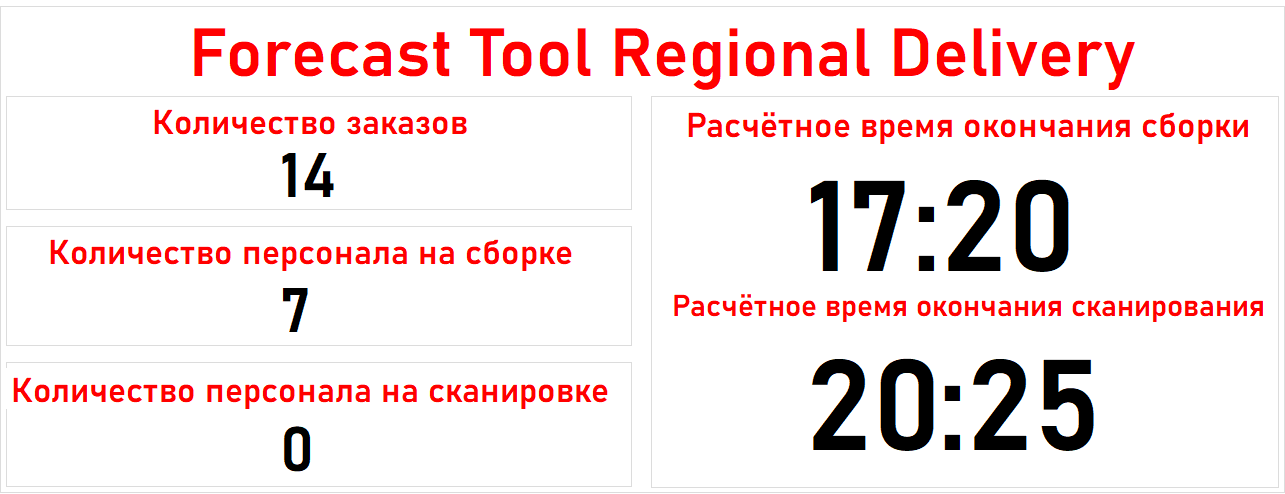 Forecast Tool Regional Delivery
Количество заказов
14
Количество персонала на сборке
7
Количество персонала на сканировке
0
Расчётное время окончания сборки
17:20
Расчётное время окончания сканирования
20:25